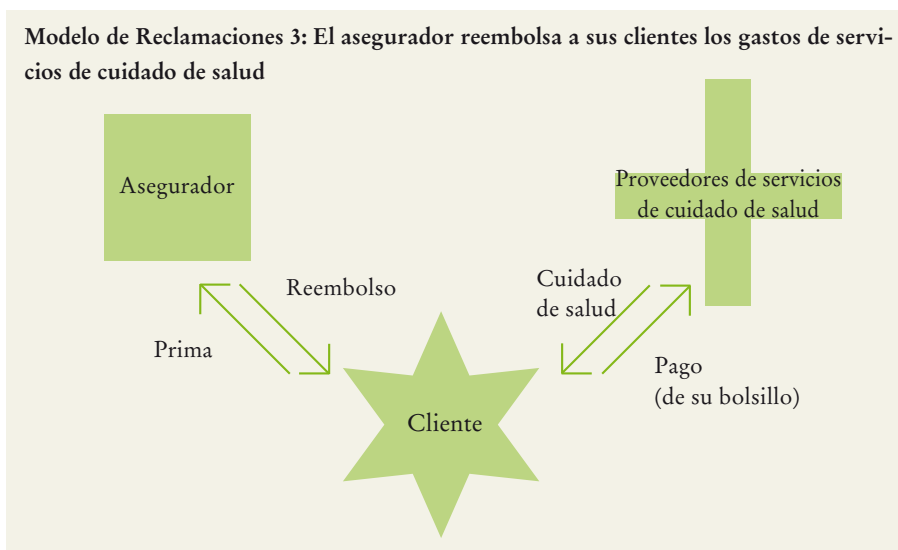 Modelo de Reclamaciones 3: El asegurador reembolsa a sus clientes los gastos de servi-
cios de cuidado de salud
Asegurador
Proveedores de servicios
de cuidado de salud
Reembolso
Cuidado
de salud
Prima
Pago
(de su bolsillo)
Cliente